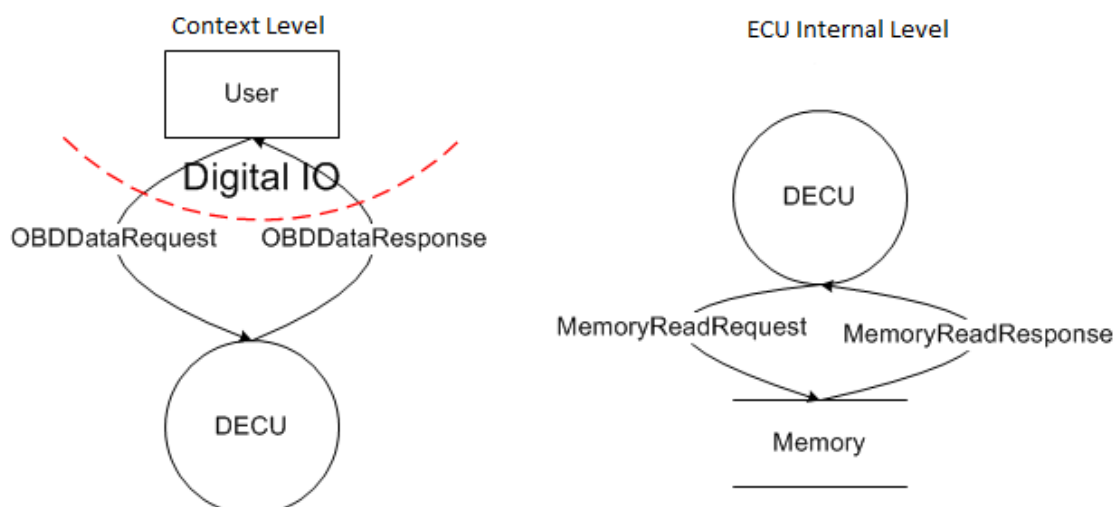 Context Level
User
Digital IO
OBDDataRequest
OBDDataResponse
DECU
ECU Internal Level
DECU
MemoryReadRequest
MemoryReadResponse
Memory